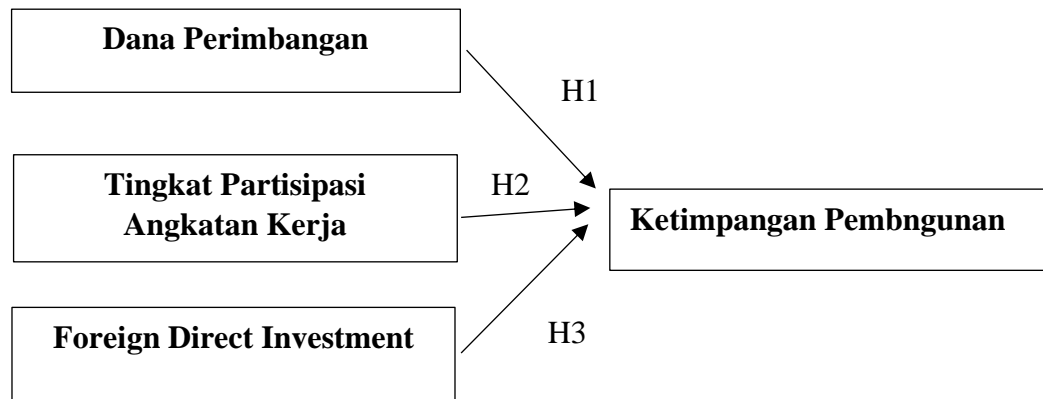 Dana Perimbangan
H1
Tingkat Partisipasi
Angkatan Kerja
H2
Ketimpangan Pembngunan
Foreign Direct Investment
H3